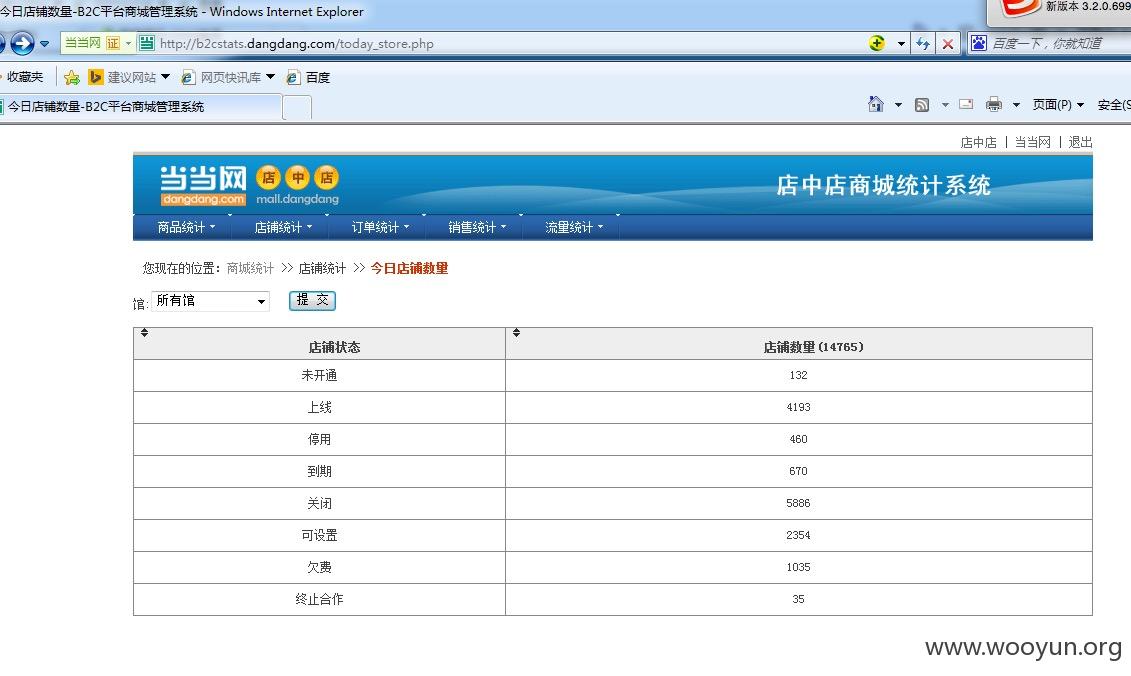 今日店铺数量-B2C平台商城管理系统 - Windows Internet Explorer
新版本 3.2.0.699
当当网 证 http://b2cstats.dangdang.com/today_store.php 百度一下，你就知道
收藏夹 建议网站 网页快讯库 百度
今日店铺数量-B2C平台商城管理系统 页面(P) 安全(S
店中店 | 当当网 | 退出
当当网 店中店
dangdang.com mall.dangdang
店中店商城统计系统
商品统计 店铺统计 订单统计 销售统计 流量统计
您现在的位置：商城统计 >> 店铺统计 >> 今日店铺数量
馆: 所有馆 提 交
店铺状态 店铺数量(14765)
未开通 132
上线 4193
停用 460
到期 670
关闭 5886
可设置 2354
欠费 1035
终止合作 35
www.wooyun.org